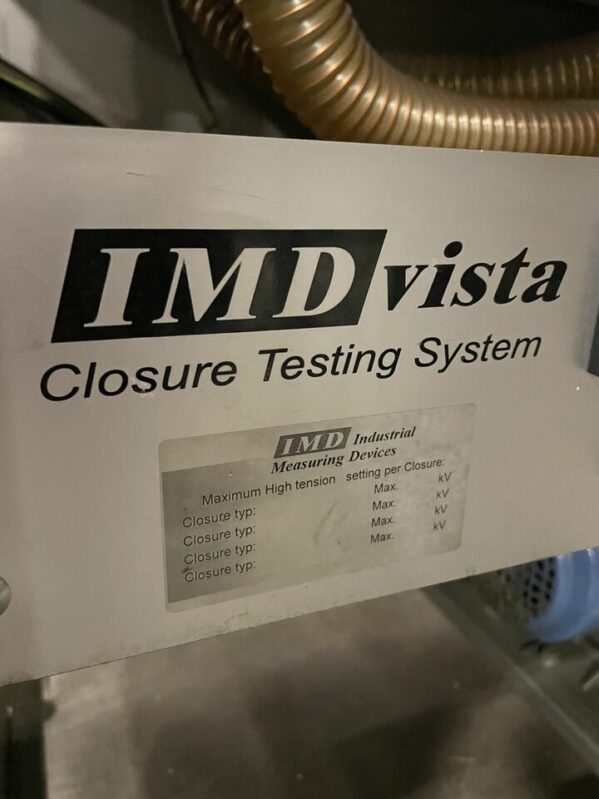 IMD vista
Closure Testing System
IMD Industrial
Measuring Devices
Maximum High tension setting per Closure:
Closure typ: Max. kV
Closure typ: Max. kV
Closure typ: Max. kV
Closure typ: Max. kV